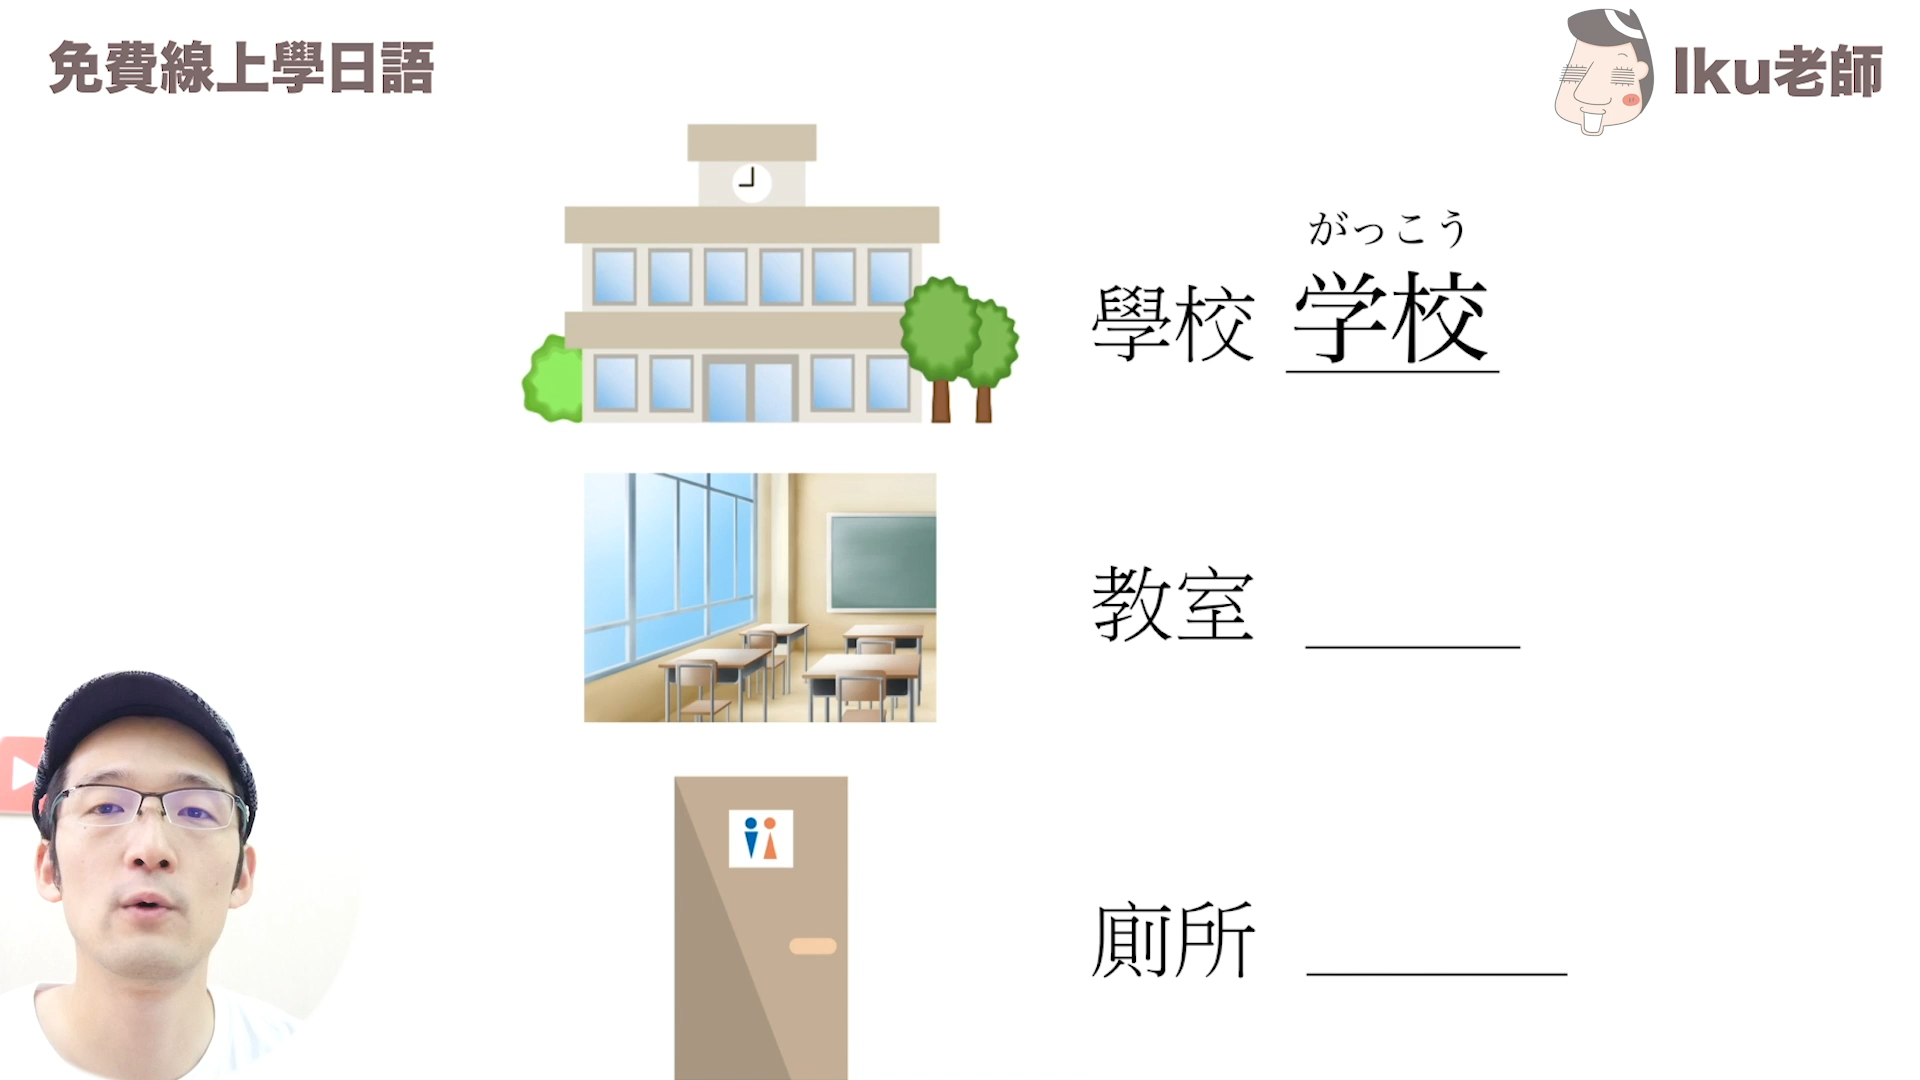 免費線上學日語
Iku老師
がっこう
學校 学校
教室
廁所